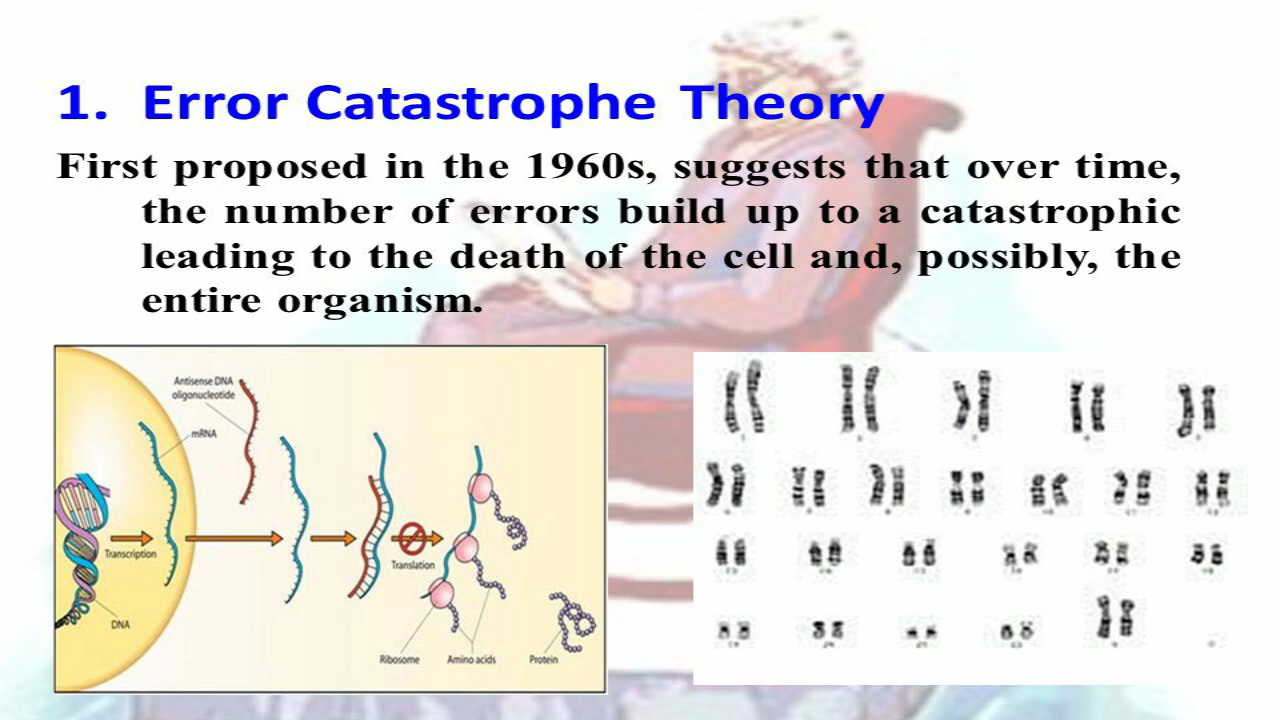 1. Error Catastrophe Theory
First proposed in the 1960s, suggests that over time,
the number of errors build up to a catastrophic
leading to the death of the cell and, possibly, the
entire organism.
Antisense DNA
oligonucleotide
mRNA
Transcription
Translation
DNA
Ribosome
Amino acids
Protein